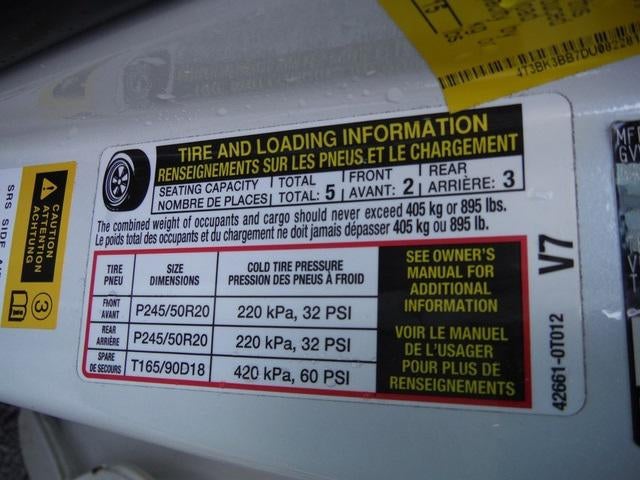 4T3BK3BB7DU082281
TIRE AND LOADING INFORMATION
RENSEIGNEMENTS SUR LES PNEUS ET LE CHARGEMENT
SEATING CAPACITY TOTAL FRONT REAR
NOMBRE DE PLACES TOTAL: 5 AVANT: 2 ARRIÈRE: 3
The combined weight of occupants and cargo should never exceed 405 kg or 895 lbs.
Le poids total des occupants et du chargement ne doit jamais dépasser 405 kg ou 895 lb.
TIRE PNEU
SIZE DIMENSIONS
COLD TIRE PRESSURE
PRESSION DES PNEUS À FROID
FRONT AVANT P245/50R20 220 kPa, 32 PSI
REAR ARRIÈRE P245/50R20 220 kPa, 32 PSI
SPARE DE SECOURS T165/90D18 420 kPa, 60 PSI
SEE OWNER'S
MANUAL FOR
ADDITIONAL
INFORMATION
VOIR LE MANUEL
DE L'USAGER
POUR PLUS DE
RENSEIGNEMENTS
V7
42661-0T012
CAUTION
ATTENTION
ACHTUNG
3
SRS SIDE
MF
GV